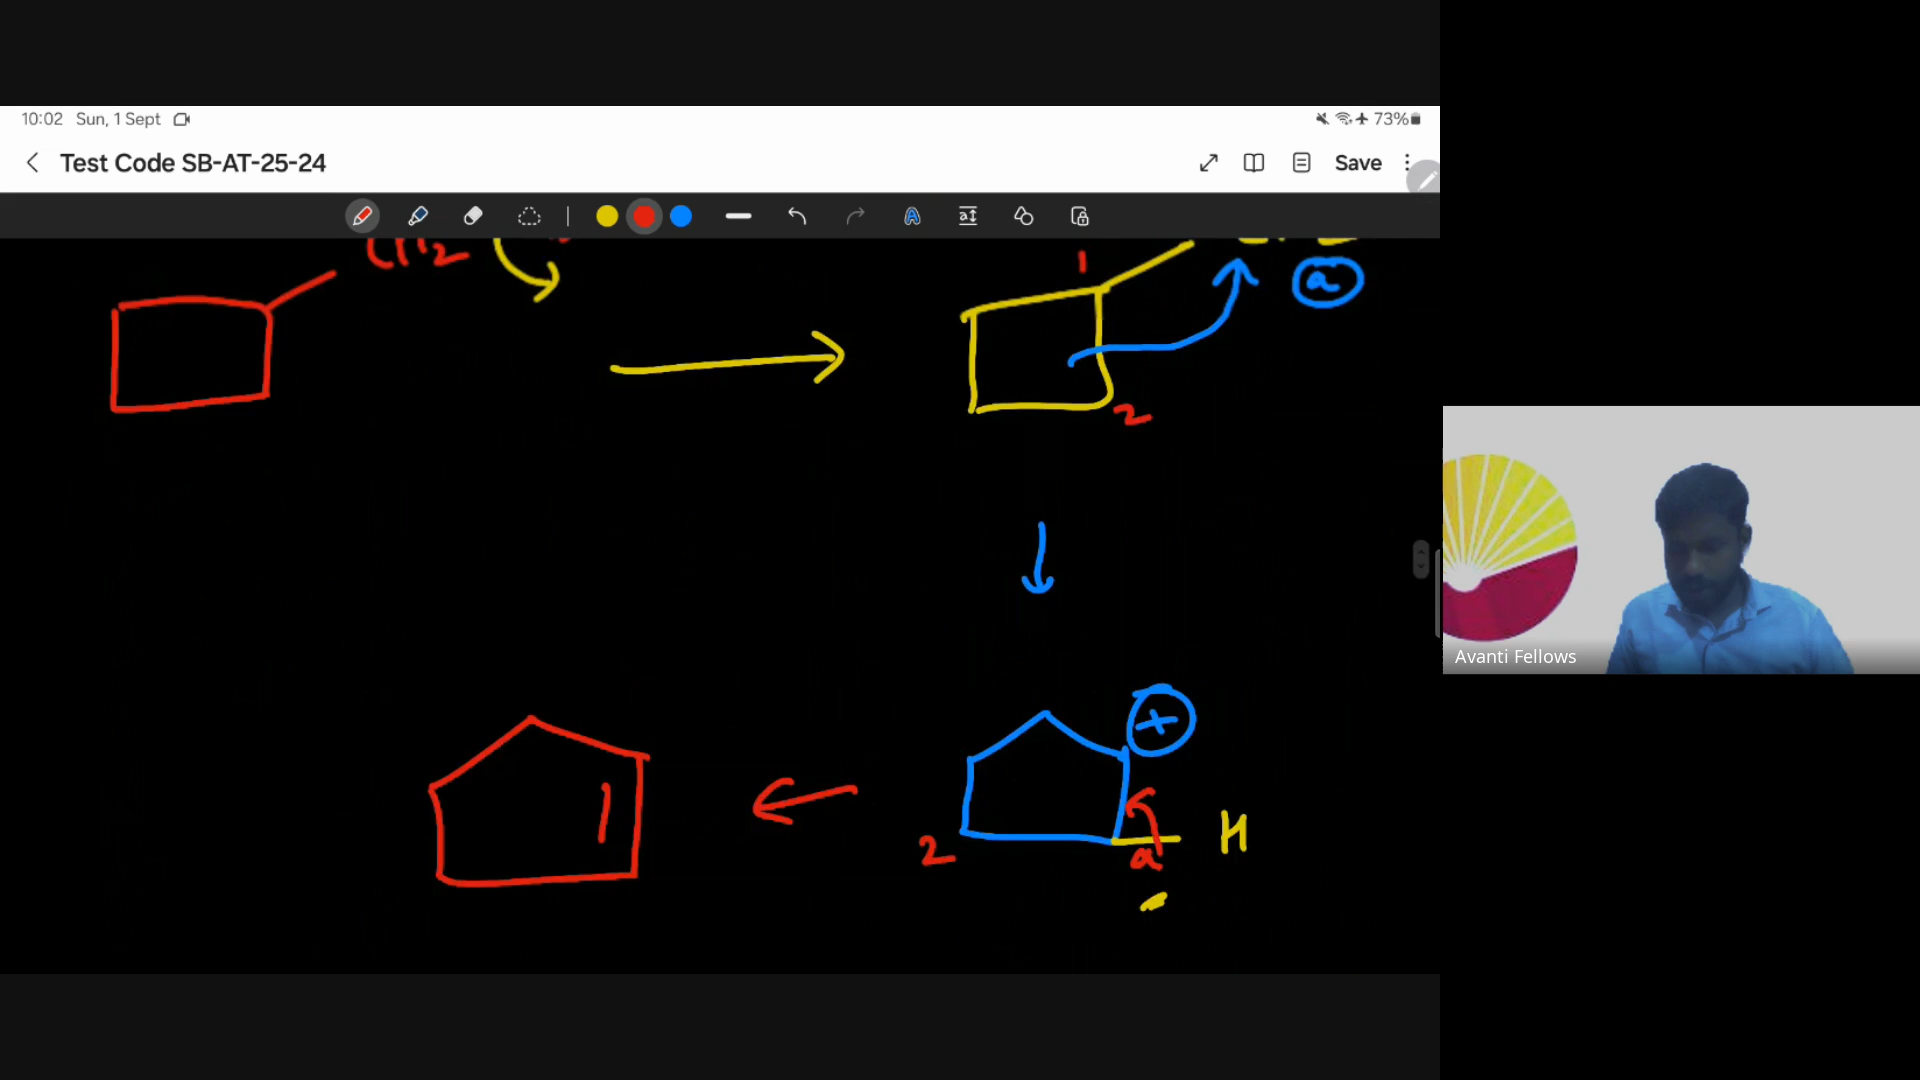 10:02 Sun, 1 Sept 73%
Test Code SB-AT-25-24 Save
A a
CH2
1
a
2
+
H
2 a
Avanti Fellows